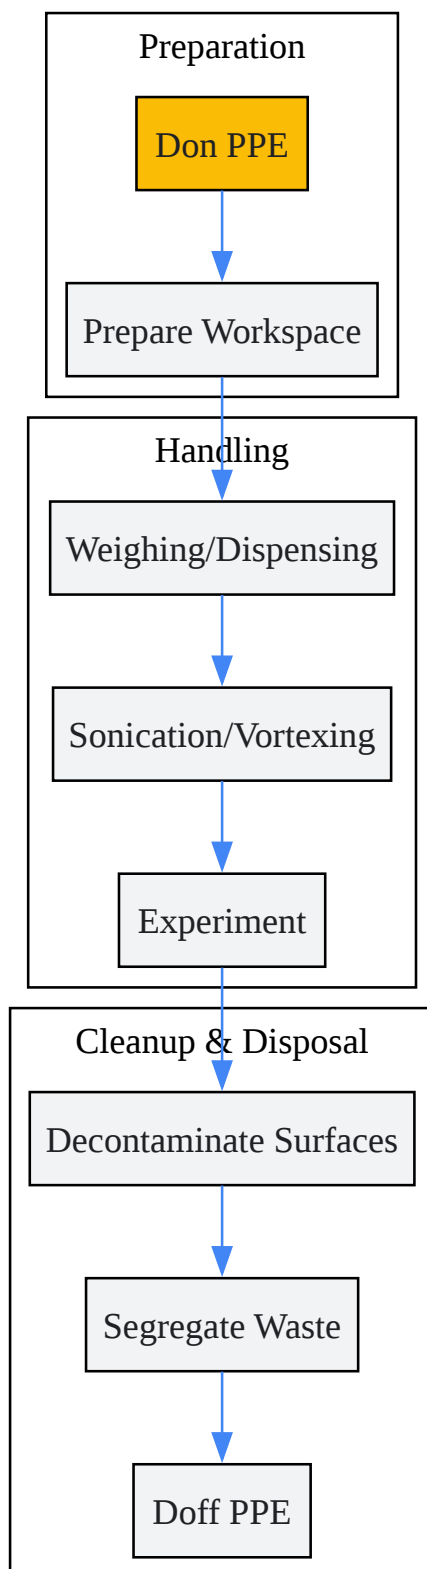 Preparation
Don PPE
Prepare Workspace
Handling
Weighing/Dispensing
Sonication/Vortexing
Experiment
Cleanup & Disposal
Decontaminate Surfaces
Segregate Waste
Doff PPE